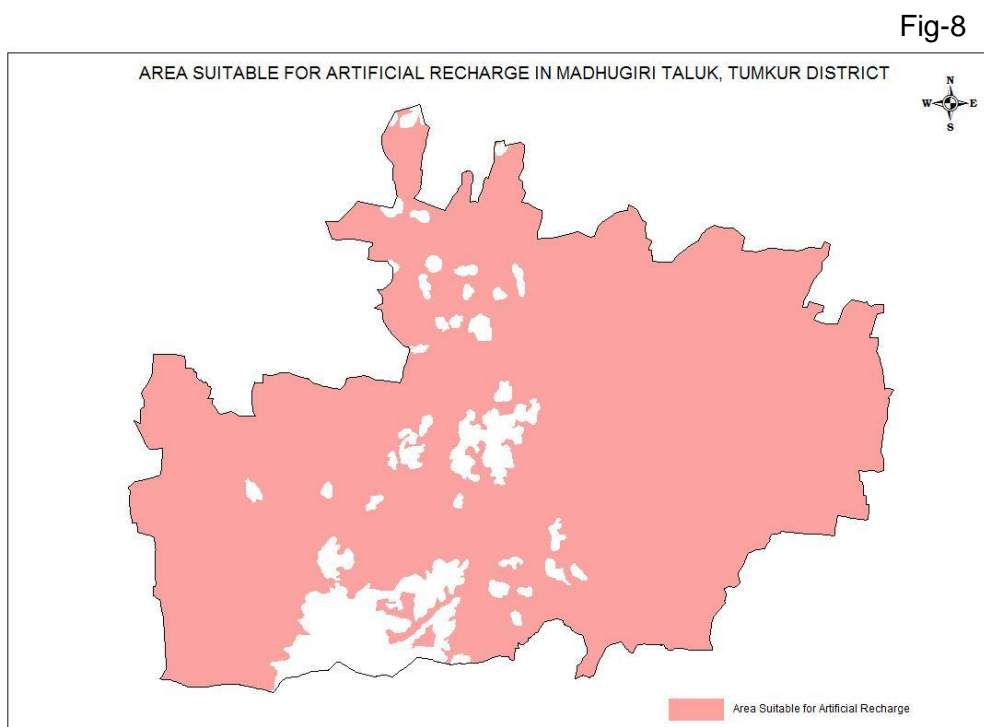 Fig-8
AREA SUITABLE FOR ARTIFICIAL RECHARGE IN MADHUGIRI TALUK, TUMKUR DISTRICT
N
W E
S
Area Suitable for Artificial Recharge